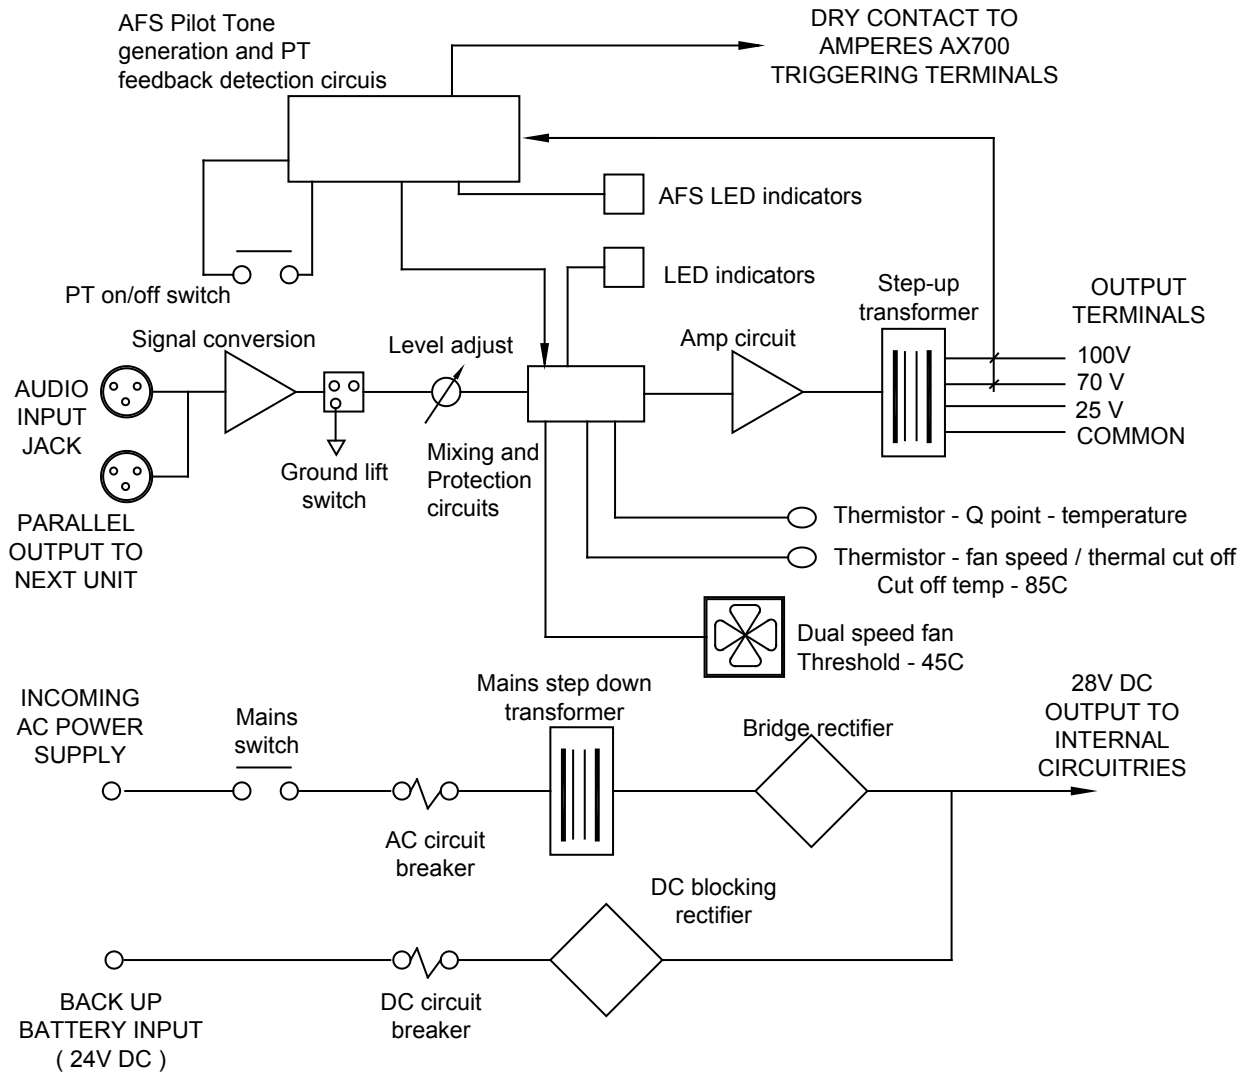 AFS Pilot Tone
generation and PT
feedback detection circuis
DRY CONTACT TO
AMPERES AX700
TRIGGERING TERMINALS
AFS LED indicators
LED indicators
PT on/off switch
Step-up
transformer
OUTPUT
TERMINALS
Signal conversion
Level adjust
Amp circuit
100V
70 V
25 V
COMMON
AUDIO
INPUT
JACK
Ground lift
switch
Mixing and
Protection
circuits
PARALLEL
OUTPUT TO
NEXT UNIT
Thermistor - Q point - temperature
Thermistor - fan speed / thermal cut off
Cut off temp - 85C
Dual speed fan
Threshold - 45C
INCOMING
AC POWER
SUPPLY
Mains
switch
Mains step down
transformer
Bridge rectifier
28V DC
OUTPUT TO
INTERNAL
CIRCUITRIES
AC circuit
breaker
DC blocking
rectifier
BACK UP
BATTERY INPUT
( 24V DC )
DC circuit
breaker